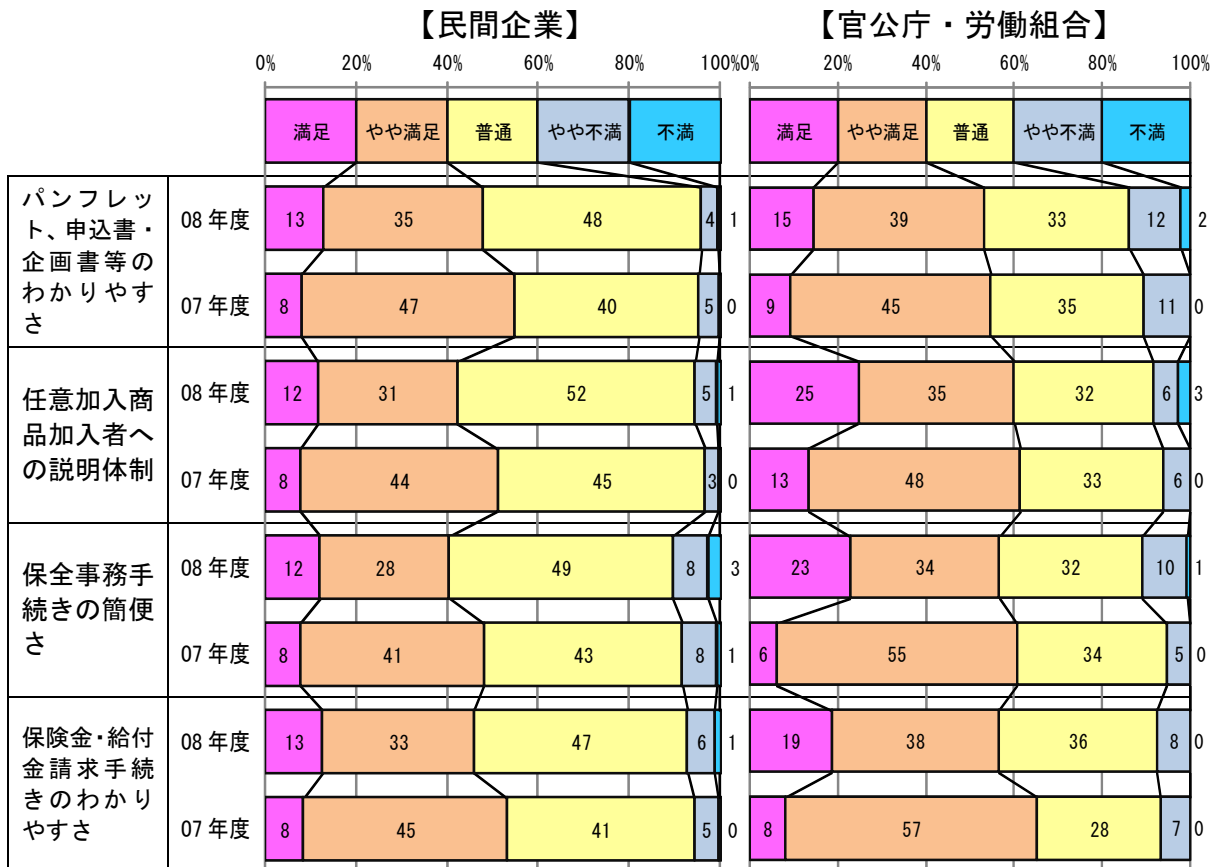 【民間企業】 【官公庁・労働組合】
0% 20% 40% 60% 80% 100% 0% 20% 40% 60% 80% 100%
満足 やや満足 普通 やや不満 不満 満足 やや満足 普通 やや不満 不満
パンフレッ
ト、申込書・
企画書等の
わかりやす
さ
08 年度 13 35 48 4 1 15 39 33 12 2
07 年度 8 47 40 5 0 9 45 35 11 0
任意加入商
品加入者へ
の説明体制
08 年度 12 31 52 5 1 25 35 32 6 3
07 年度 8 44 45 3 0 13 48 33 6 0
保全事務手
続きの簡便
さ
08 年度 12 28 49 8 3 23 34 32 10 1
07 年度 8 41 43 8 1 6 55 34 5 0
保険金・給付
金請求手続
きのわかり
やすさ
08 年度 13 33 47 6 1 19 38 36 8 0
07 年度 8 45 41 5 0 8 57 28 7 0